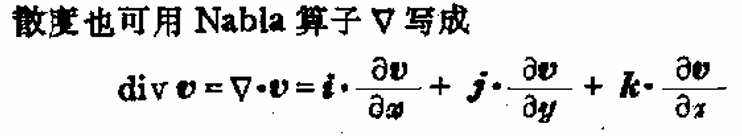 散度也可用 Nabla 算子 ∇ 写成
div v = ∇·v = i· ∂v/∂x + j· ∂v/∂y + k· ∂v/∂z